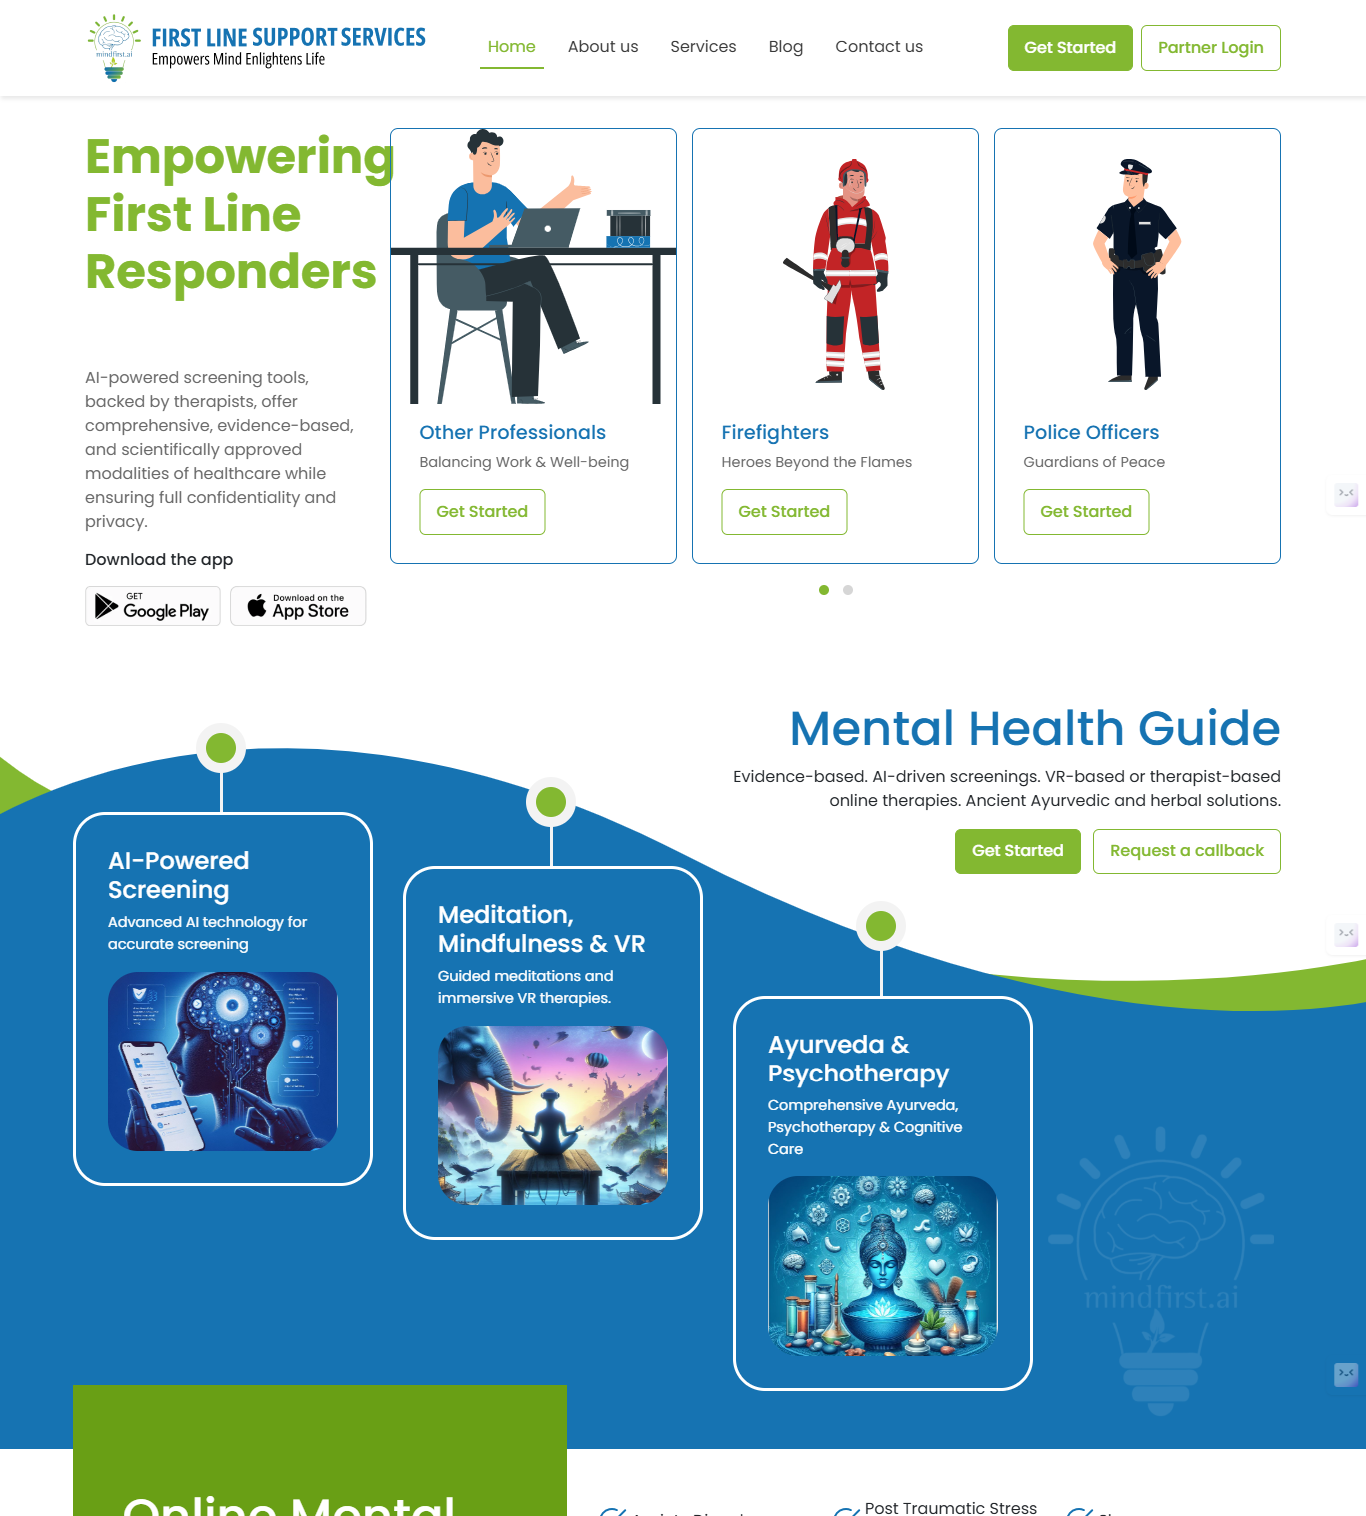 mindfirst.ai
FIRST LINE SUPPORT SERVICES
Empowers Mind Enlightens Life
Home
About us
Services
Blog
Contact us
Get Started
Partner Login
Empowering
First Line
Responders
AI-powered screening tools,
backed by therapists, offer
comprehensive, evidence-based,
and scientifically approved
modalities of healthcare while
ensuring full confidentiality and
privacy.
Download the app
GET
Google Play
Download on the
App Store
Other Professionals
Balancing Work & Well-being
Get Started
Firefighters
Heroes Beyond the Flames
Get Started
Police Officers
Guardians of Peace
Get Started
Mental Health Guide
Evidence-based. AI-driven screenings. VR-based or therapist-based
online therapies. Ancient Ayurvedic and herbal solutions.
Get Started
Request a callback
AI-Powered
Screening
Advanced AI technology for
accurate screening
Meditation,
Mindfulness & VR
Guided meditations and
immersive VR therapies.
Ayurveda &
Psychotherapy
Comprehensive Ayurveda,
Psychotherapy & Cognitive
Care
mindfirst.ai
Online Mental
Post Traumatic Stress